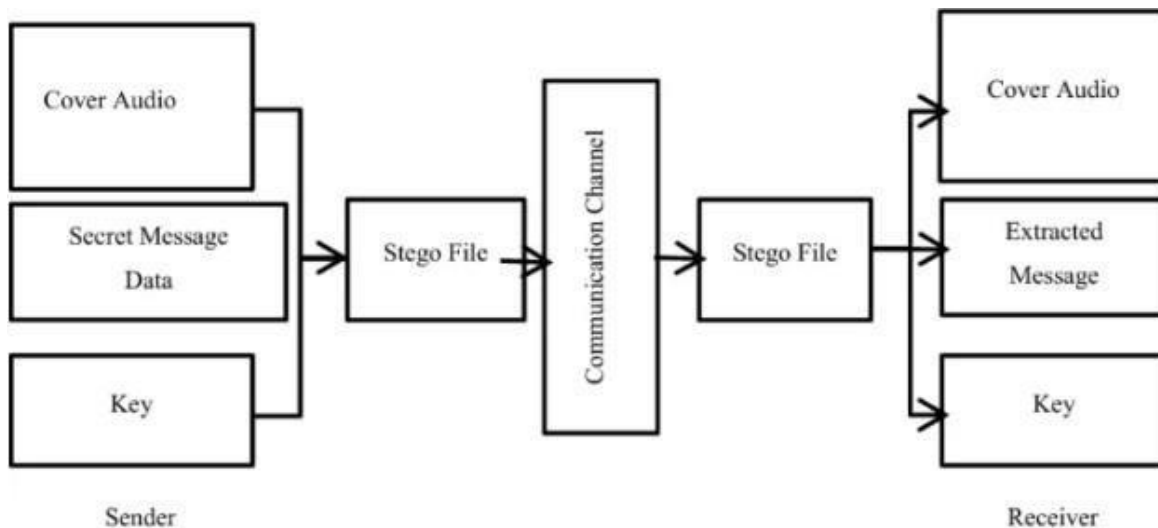 Cover Audio
Secret Message
Data
Key
Sender
Stego File
Communication Channel
Stego File
Cover Audio
Extracted
Message
Key
Receiver